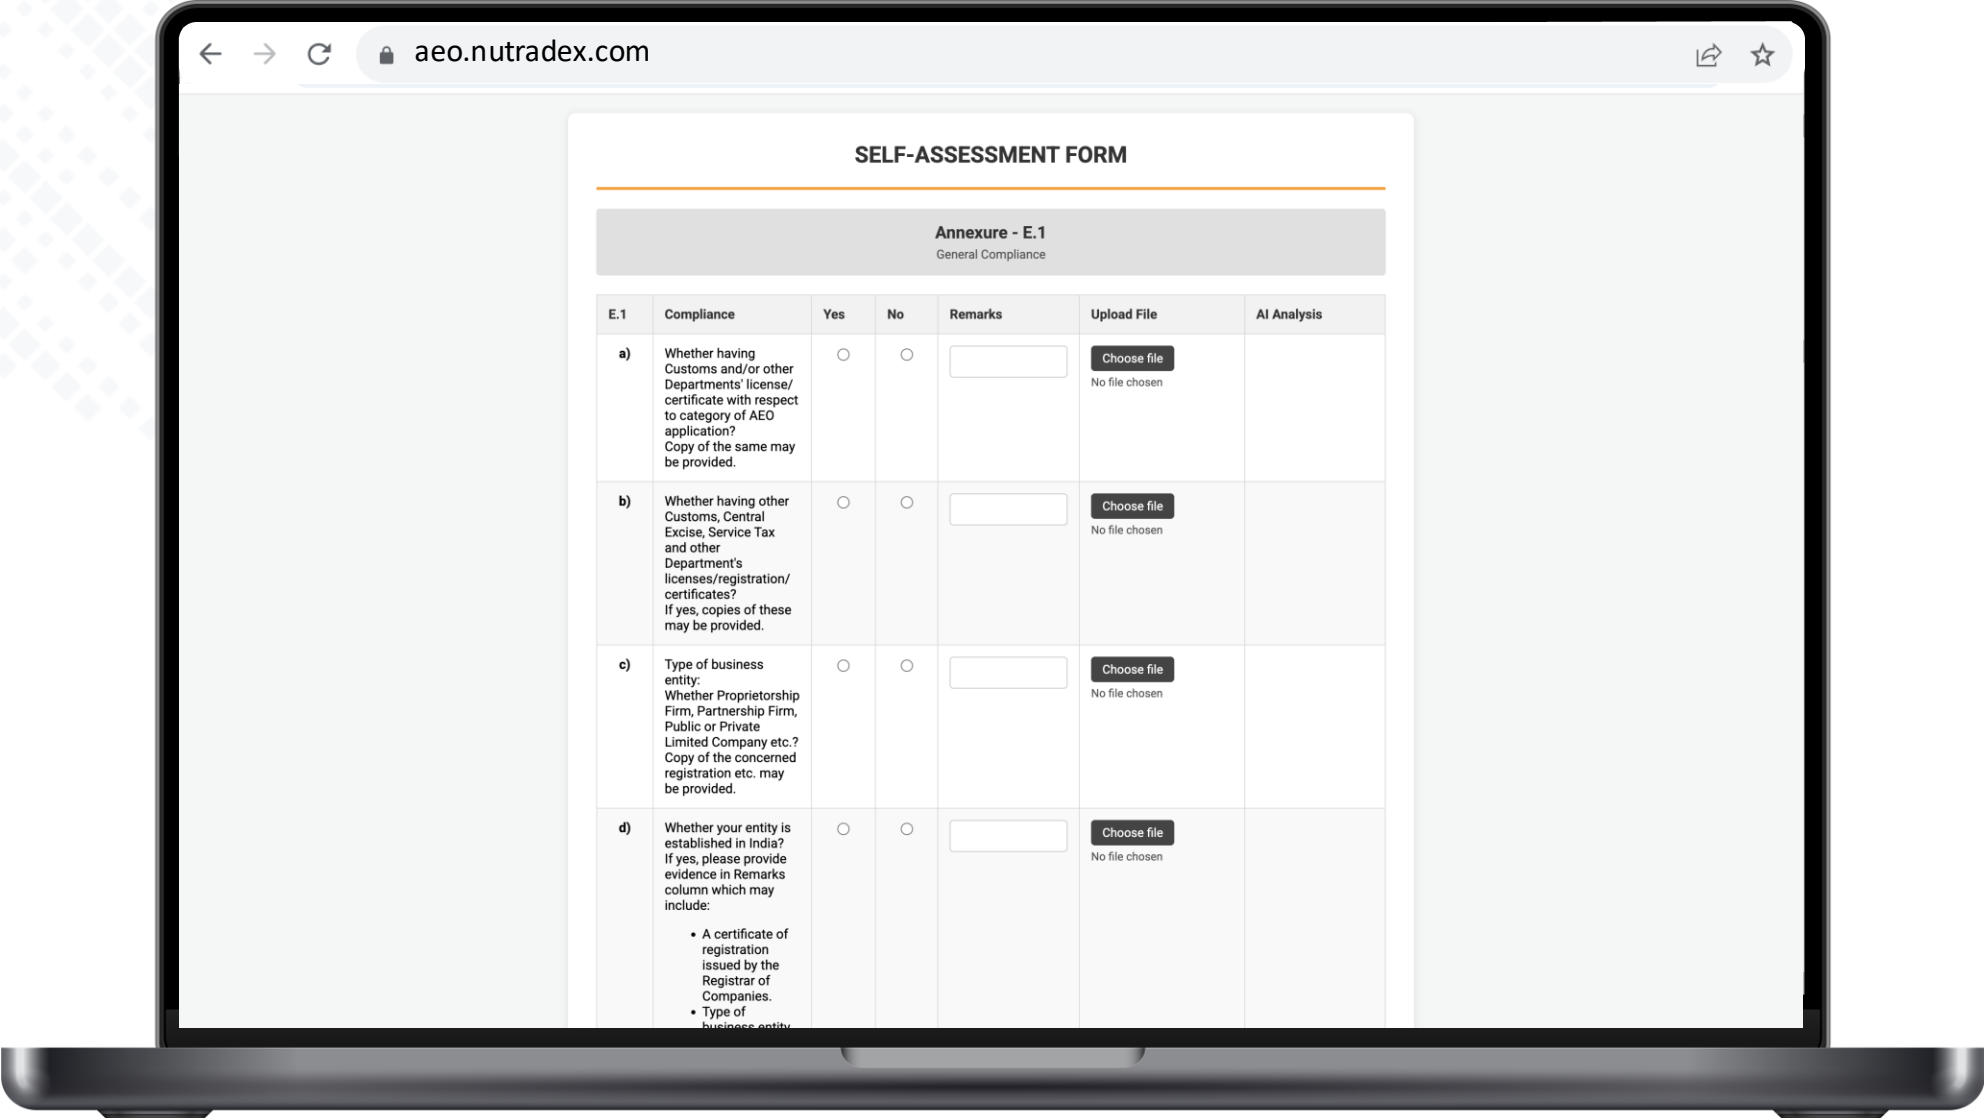 aeo.nutradex.com
SELF-ASSESSMENT FORM
Annexure - E.1
General Compliance
E.1 Compliance Yes No Remarks Upload File AI Analysis
a) Whether having Choose file
Customs and/or other No file chosen
Departments' license/
certificate with respect
to category of AEO
application?
Copy of the same may
be provided.
b) Whether having other Choose file
Customs, Central No file chosen
Excise, Service Tax
and other
Department's
licenses/registration/
certificates?
If yes, copies of these
may be provided.
c) Type of business Choose file
entity: No file chosen
Whether Proprietorship
Firm, Partnership Firm,
Public or Private
Limited Company etc.?
Copy of the concerned
registration etc. may
be provided.
d) Whether your entity is Choose file
established in India? No file chosen
If yes, please provide
evidence in Remarks
column which may
include:
• A certificate of
registration
issued by the
Registrar of
Companies.
• Type of
business entity